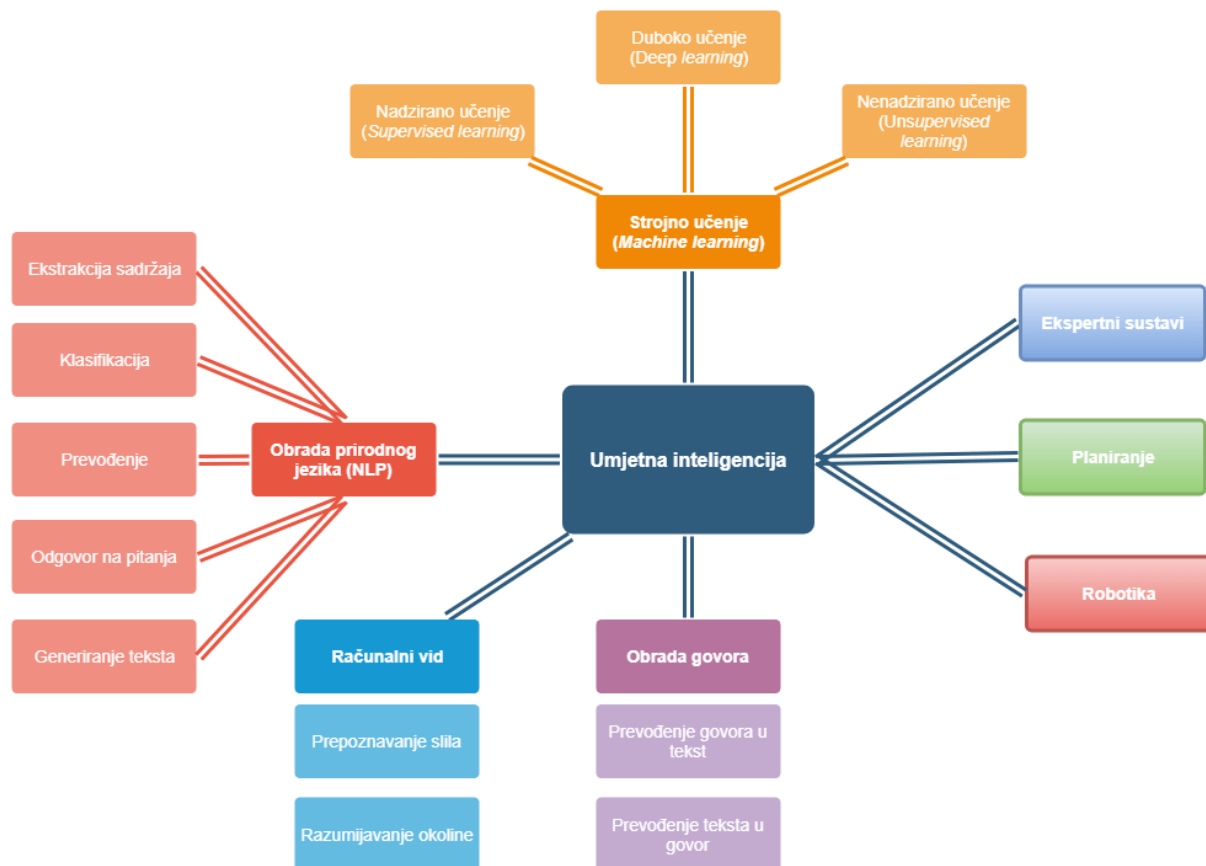 Duboko učenje
(Deep learning)
Nadzirano učenje
(Supervised learning)
Nenadzirano učenje
(Unsupervised
learning)
Strojno učenje
(Machine learning)
Ekstrakcija sadržaja
Klasifikacija
Prevođenje
Odgovor na pitanja
Generiranje teksta
Obrada prirodnog
jezika (NLP)
Umjetna inteligencija
Ekspertni sustavi
Planiranje
Robotika
Računalni vid
Prepoznavanje slila
Razumijavanje okoline
Obrada govora
Prevođenje govora u
tekst
Prevođenje teksta u
govor